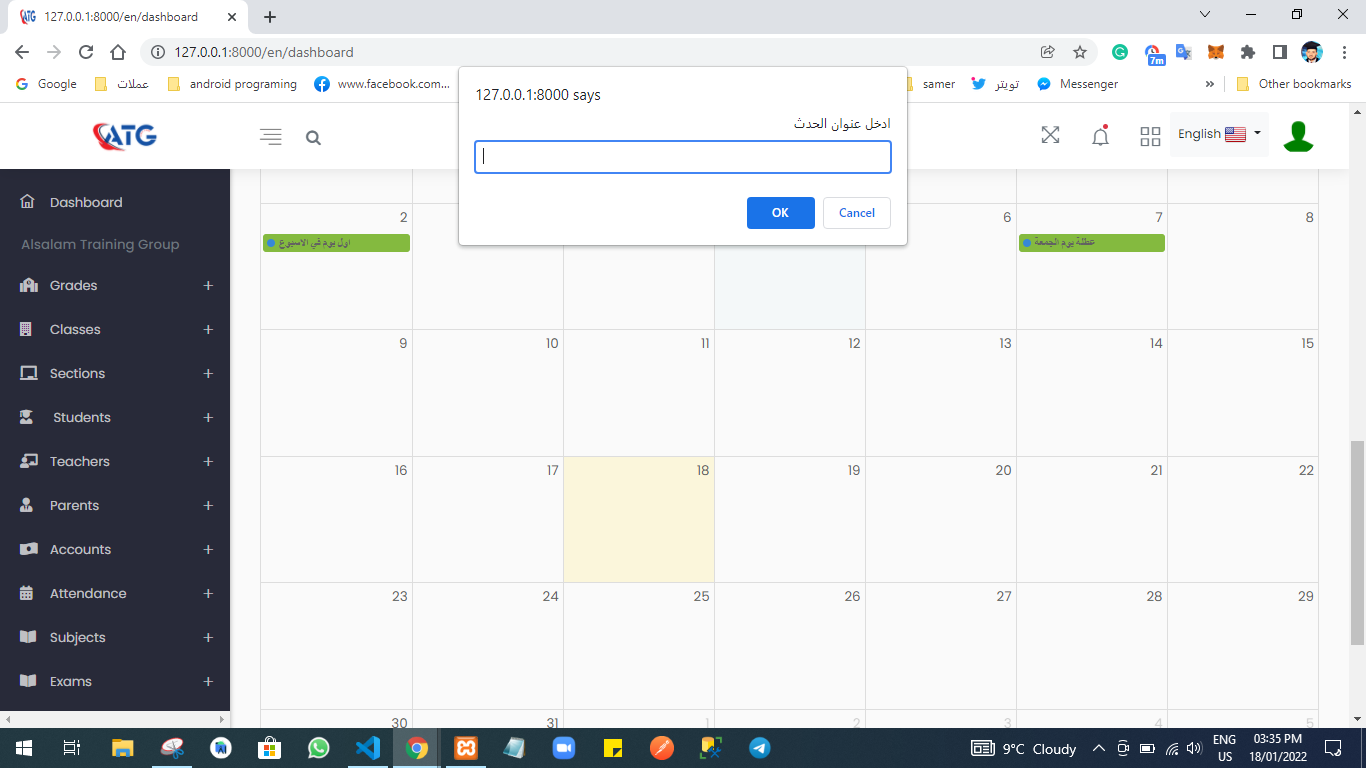 127.0.0.1:8000/en/dashboard
127.0.0.1:8000/en/dashboard
7m
Google
عملات
android programing
www.facebook.com...
samer
تويتر
Messenger
»
Other bookmarks
127.0.0.1:8000 says
ادخل عنوان الحدث
OK
Cancel
ATG
English
Dashboard
Alsalam Training Group
Grades +
Classes +
Sections +
Students +
Teachers +
Parents +
Accounts +
Attendance +
Subjects +
Exams +
2 6 7 8
اول يوم في الاسبوع
عطلة يوم الجمعة
9 10 11 12 13 14 15
16 17 18 19 20 21 22
23 24 25 26 27 28 29
30 31 1 2 3 4 5
9°C Cloudy
ENG
US
03:35 PM
18/01/2022